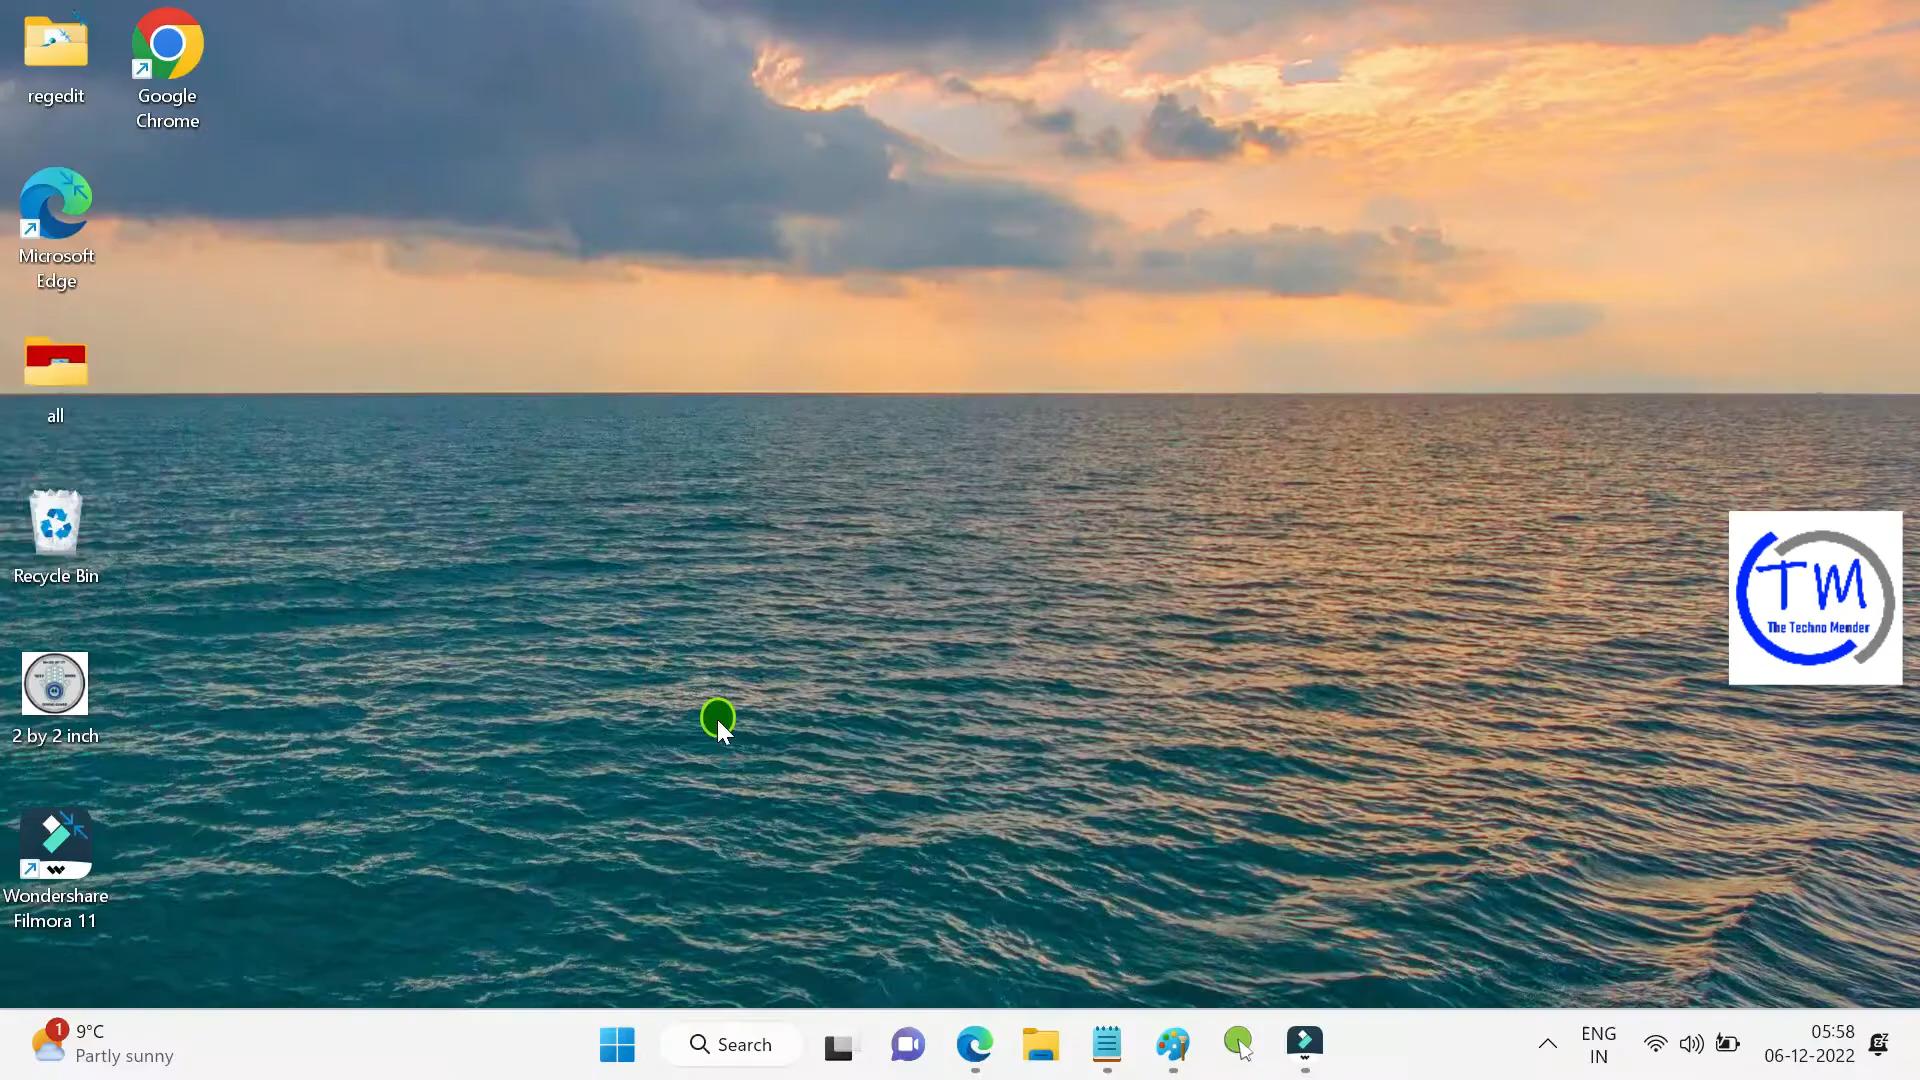 regedit
Google
Chrome
Microsoft
Edge
all
Recycle Bin
2 by 2 inch
Wondershare
Filmora 11
TM
The Techno Mender
1
9°C
Partly sunny
Search
ENG
IN
05:58
06-12-2022